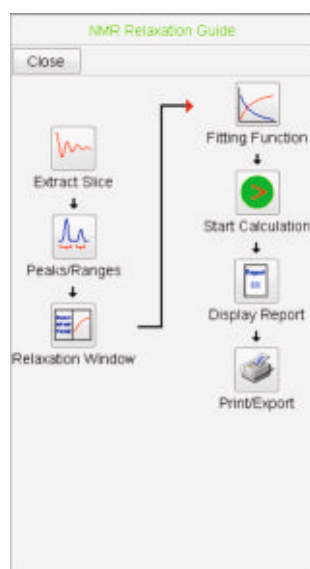 NMR Relaxation Guide
Close
Extract Slice
Peaks/Ranges
Relaxation Window
Fitting Function
Start Calculation
Display Report
Print/Export